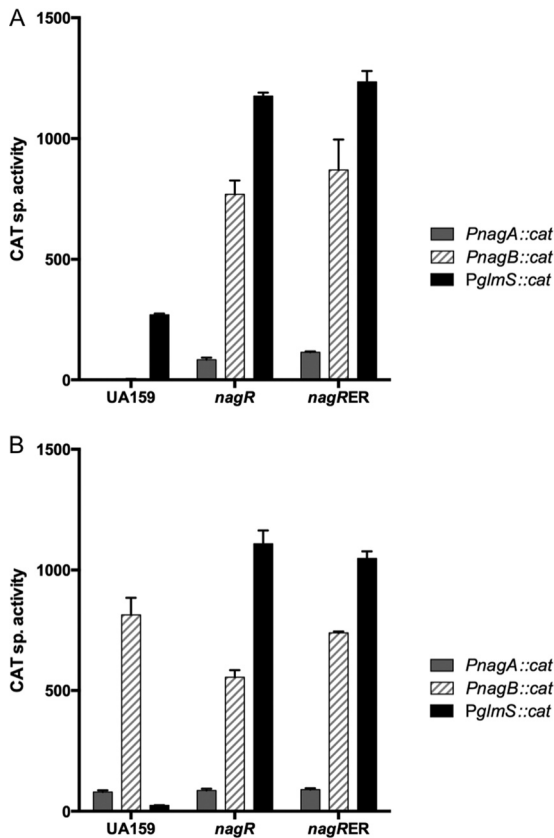 A
1500
1000
500
0
CAT sp. activity
UA159
nagR
nagRER
PnagA::cat
PnagB::cat
PglmS::cat
B
1500
1000
500
0
CAT sp. activity
UA159
nagR
nagRER
PnagA::cat
PnagB::cat
PglmS::cat